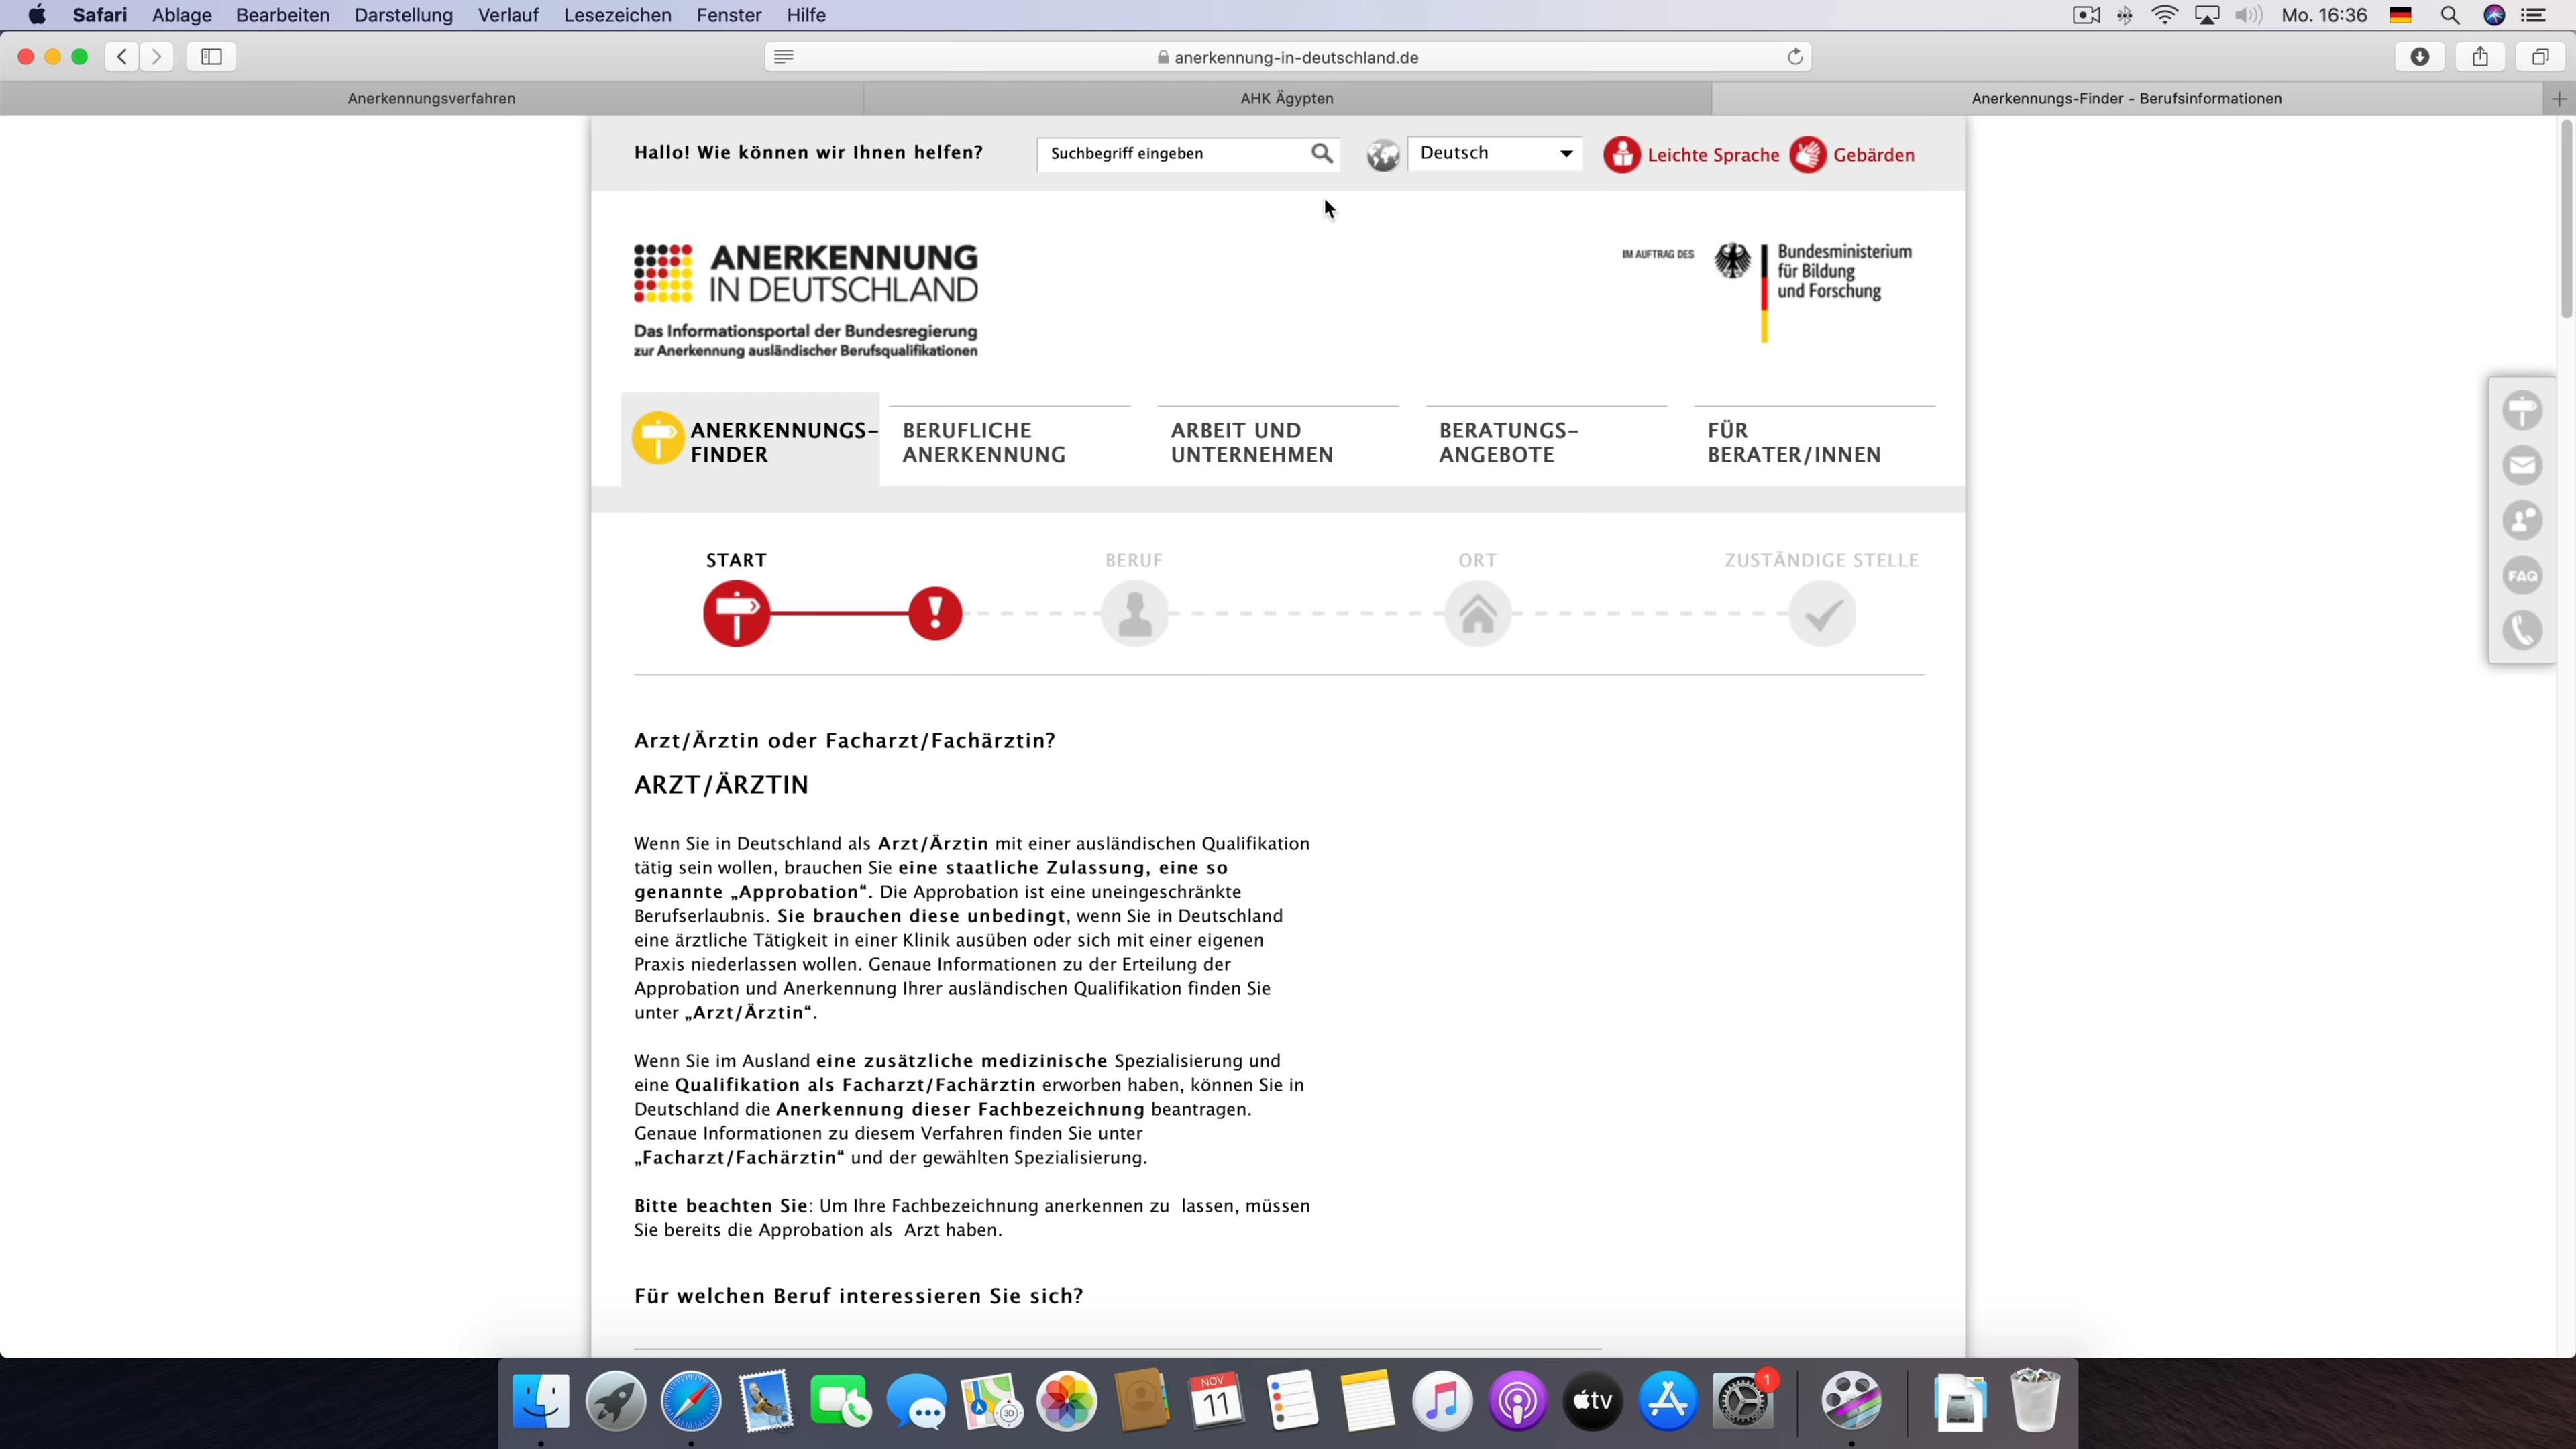 Safari Ablage Bearbeiten Darstellung Verlauf Lesezeichen Fenster Hilfe Mo. 16:36
anerkennung-in-deutschland.de
Anerkennungsverfahren AHK Ägypten Anerkennungs-Finder - Berufsinformationen
Hallo! Wie können wir Ihnen helfen? Suchbegriff eingeben Deutsch Leichte Sprache Gebärden
ANERKENNUNG
IN DEUTSCHLAND
Das Informationsportal der Bundesregierung
zur Anerkennung ausländischer Berufsqualifikationen
IM AUFTRAG DES
Bundesministerium
für Bildung
und Forschung
ANERKENNUNGS-
FINDER
BERUFLICHE
ANERKENNUNG
ARBEIT UND
UNTERNEHMEN
BERATUNGS-
ANGEBOTE
FÜR
BERATER/INNEN
FAQ
START BERUF ORT ZUSTÄNDIGE STELLE
!
Arzt/Ärztin oder Facharzt/Fachärztin?
ARZT/ÄRZTIN
Wenn Sie in Deutschland als Arzt/Ärztin mit einer ausländischen Qualifikation
tätig sein wollen, brauchen Sie eine staatliche Zulassung, eine so
genannte „Approbation“. Die Approbation ist eine uneingeschränkte
Berufserlaubnis. Sie brauchen diese unbedingt, wenn Sie in Deutschland
eine ärztliche Tätigkeit in einer Klinik ausüben oder sich mit einer eigenen
Praxis niederlassen wollen. Genaue Informationen zu der Erteilung der
Approbation und Anerkennung Ihrer ausländischen Qualifikation finden Sie
unter „Arzt/Ärztin“.
Wenn Sie im Ausland eine zusätzliche medizinische Spezialisierung und
eine Qualifikation als Facharzt/Fachärztin erworben haben, können Sie in
Deutschland die Anerkennung dieser Fachbezeichnung beantragen.
Genaue Informationen zu diesem Verfahren finden Sie unter
„Facharzt/Fachärztin“ und der gewählten Spezialisierung.
Bitte beachten Sie: Um Ihre Fachbezeichnung anerkennen zu lassen, müssen
Sie bereits die Approbation als Arzt haben.
Für welchen Beruf interessieren Sie sich?
NOV
11
3D
tv
1